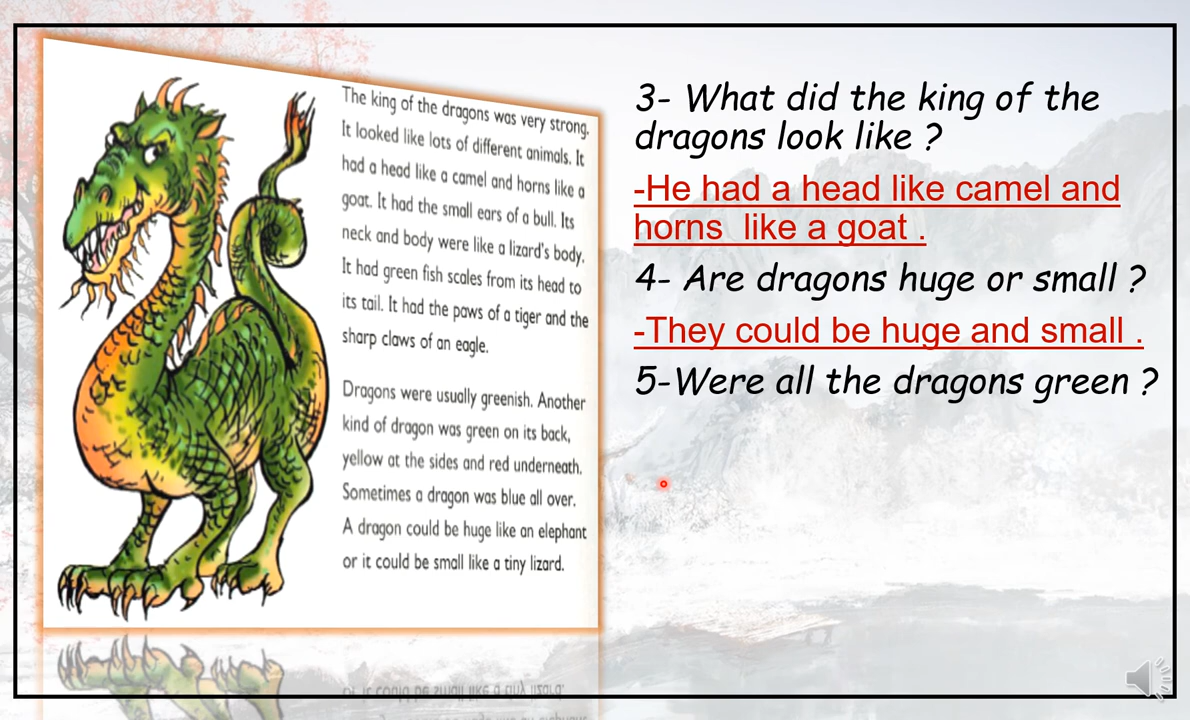 The king of the dragons was very strong.
It looked like lots of different animals. It
had a head like a camel and horns like a
goat. It had the small ears of a bull. Its
neck and body were like a lizard's body.
It had green fish scales from its head to
its tail. It had the paws of a tiger and the
sharp claws of an eagle.
Dragons were usually greenish. Another
kind of dragon was green on its back,
yellow at the sides and red underneath.
Sometimes a dragon was blue all over.
A dragon could be huge like an elephant
or it could be small like a tiny lizard.
3- What did the king of the
dragons look like ?
-He had a head like camel and
horns like a goat .
4- Are dragons huge or small ?
-They could be huge and small .
5-Were all the dragons green ?